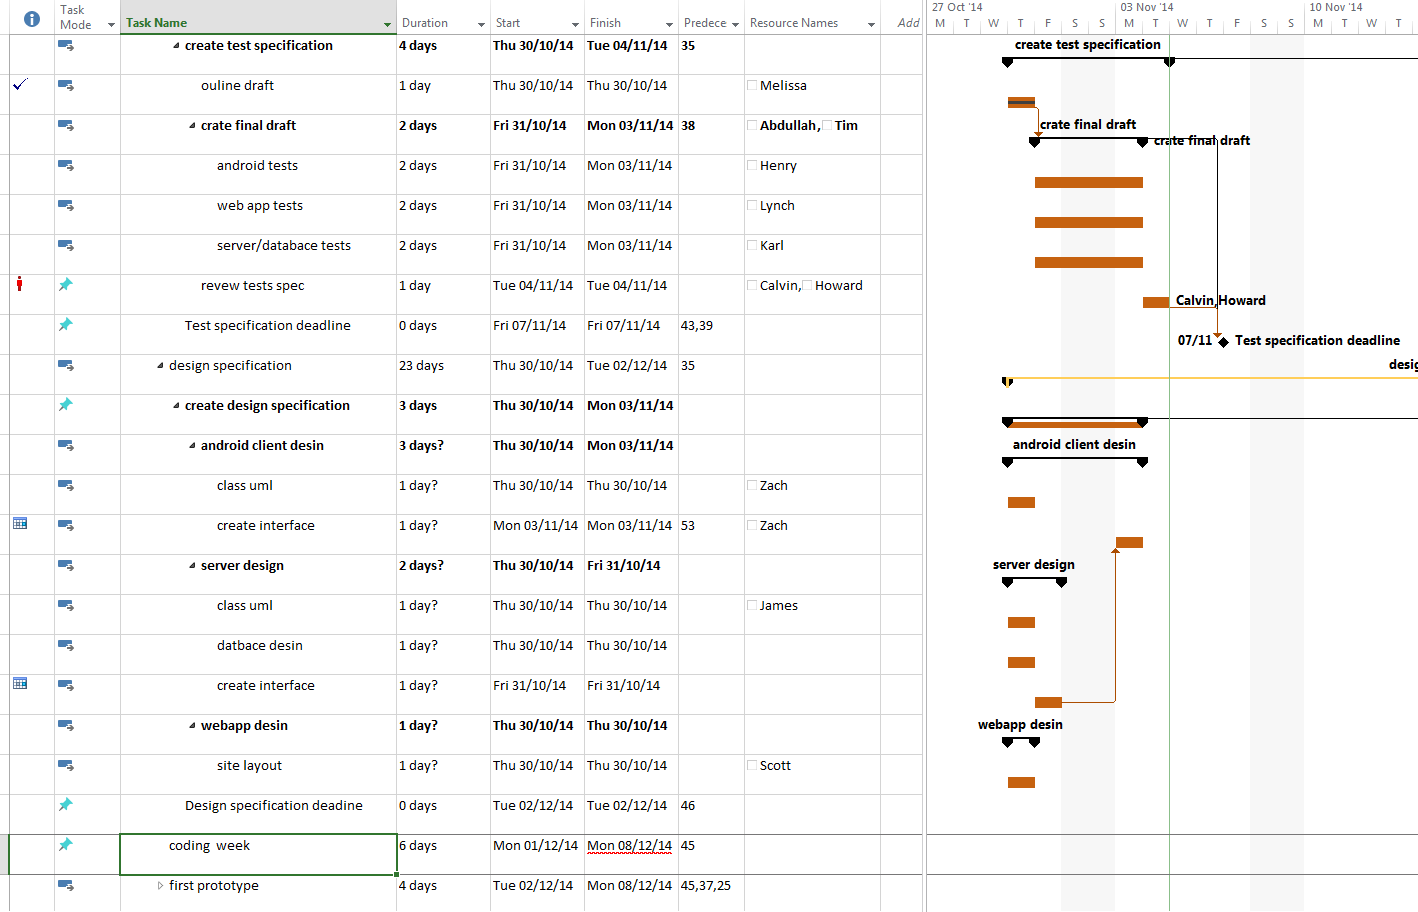 Task Mode Task Name Duration Start Finish Predece Resource Names Add
create test specification 4 days Thu 30/10/14 Tue 04/11/14 35
ouline draft 1 day Thu 30/10/14 Thu 30/10/14 Melissa
crate final draft 2 days Fri 31/10/14 Mon 03/11/14 38 Abdullah, Tim
android tests 2 days Fri 31/10/14 Mon 03/11/14 Henry
web app tests 2 days Fri 31/10/14 Mon 03/11/14 Lynch
server/databace tests 2 days Fri 31/10/14 Mon 03/11/14 Karl
revew tests spec 1 day Tue 04/11/14 Tue 04/11/14 Calvin, Howard
Test specification deadline 0 days Fri 07/11/14 Fri 07/11/14 43,39
design specification 23 days Thu 30/10/14 Tue 02/12/14 35
create design specification 3 days Thu 30/10/14 Mon 03/11/14
android client desin 3 days? Thu 30/10/14 Mon 03/11/14
class uml 1 day? Thu 30/10/14 Thu 30/10/14 Zach
create interface 1 day? Mon 03/11/14 Mon 03/11/14 53 Zach
server design 2 days? Thu 30/10/14 Fri 31/10/14
class uml 1 day? Thu 30/10/14 Thu 30/10/14 James
datbace desin 1 day? Thu 30/10/14 Thu 30/10/14
create interface 1 day? Fri 31/10/14 Fri 31/10/14
webapp desin 1 day? Thu 30/10/14 Thu 30/10/14
site layout 1 day? Thu 30/10/14 Thu 30/10/14 Scott
Design specification deadine 0 days Tue 02/12/14 Tue 02/12/14 46
coding week 6 days Mon 01/12/14 Mon 08/12/14 45
first prototype 4 days Tue 02/12/14 Mon 08/12/14 45,37,25
27 Oct '14 03 Nov '14 10 Nov '14
M T W T F S S M T W T F S S M T W T
create test specification
crate final draft
crate final draft
Calvin,Howard
07/11 Test specification deadline
desig
android client desin
server design
webapp desin